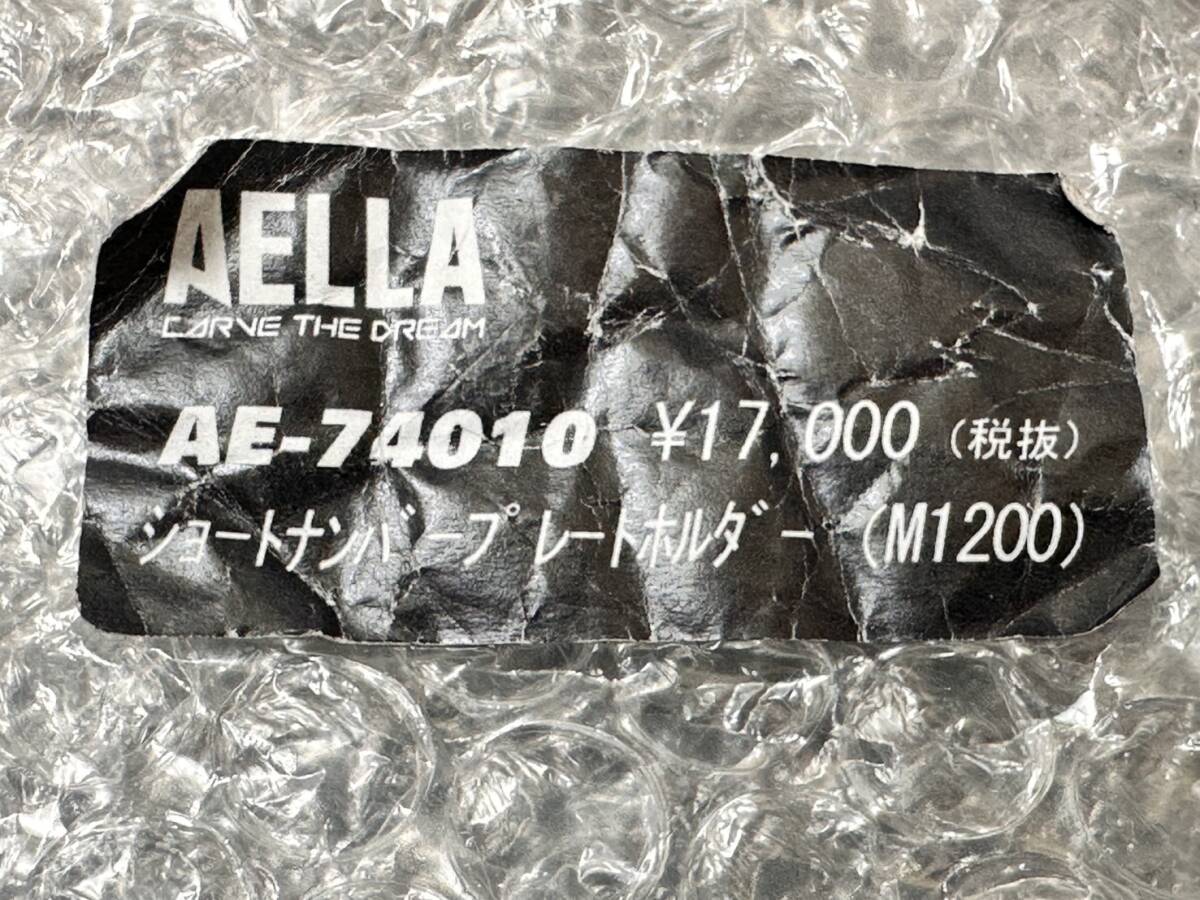 AELLA
CARVE THE DREAM
AE-74010 ¥17,000 (税抜)
ショートナンバープレートホルダー (M1200)